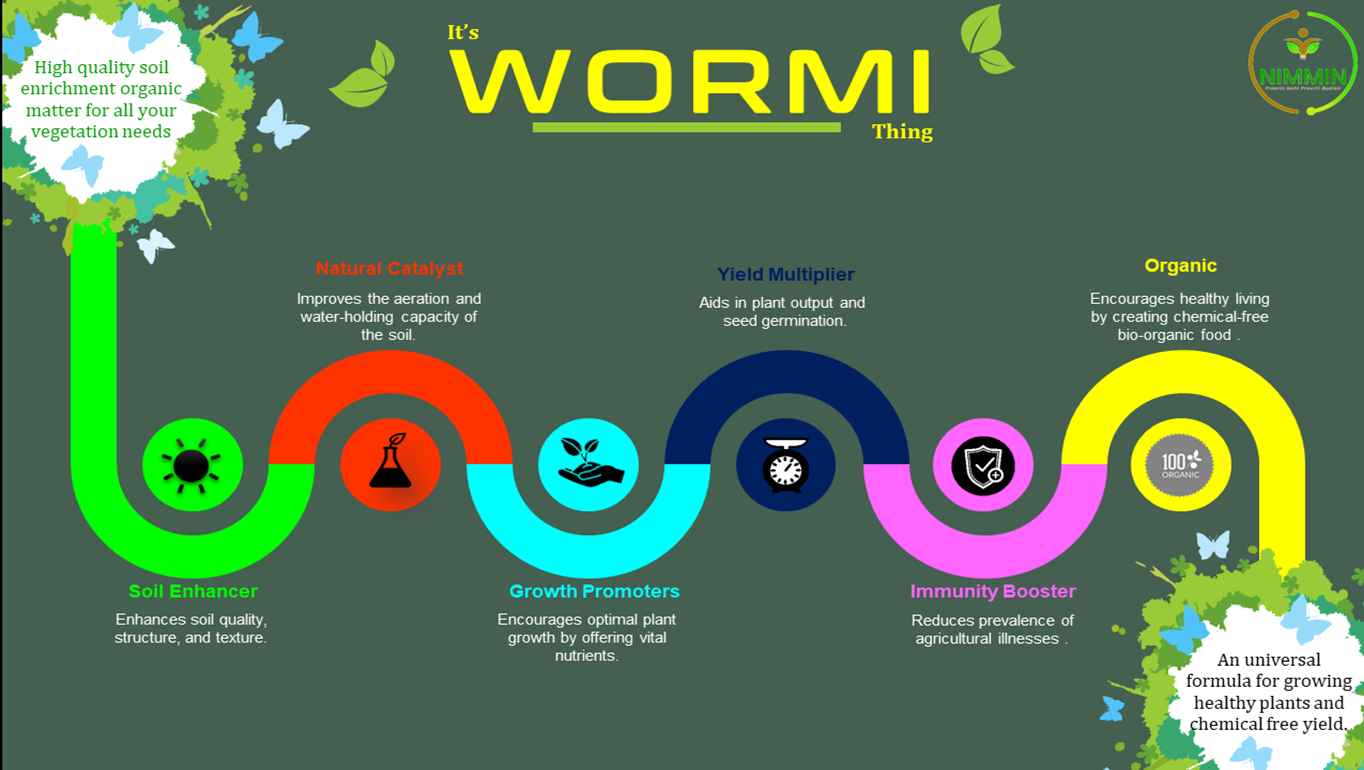 It's
WORMI
Thing
NIMMIN
Prakriti Nahi Pravriti Badlen
High quality soil
enrichment organic
matter for all your
vegetation needs
Natural Catalyst
Improves the aeration and
water-holding capacity of
the soil.
Yield Multiplier
Aids in plant output and
seed germination.
Organic
Encourages healthy living
by creating chemical-free
bio-organic food .
100
ORGANIC
Soil Enhancer
Enhances soil quality,
structure, and texture.
Growth Promoters
Encourages optimal plant
growth by offering vital
nutrients.
Immunity Booster
Reduces prevalence of
agricultural illnesses .
An universal
formula for growing
healthy plants and
chemical free yield.